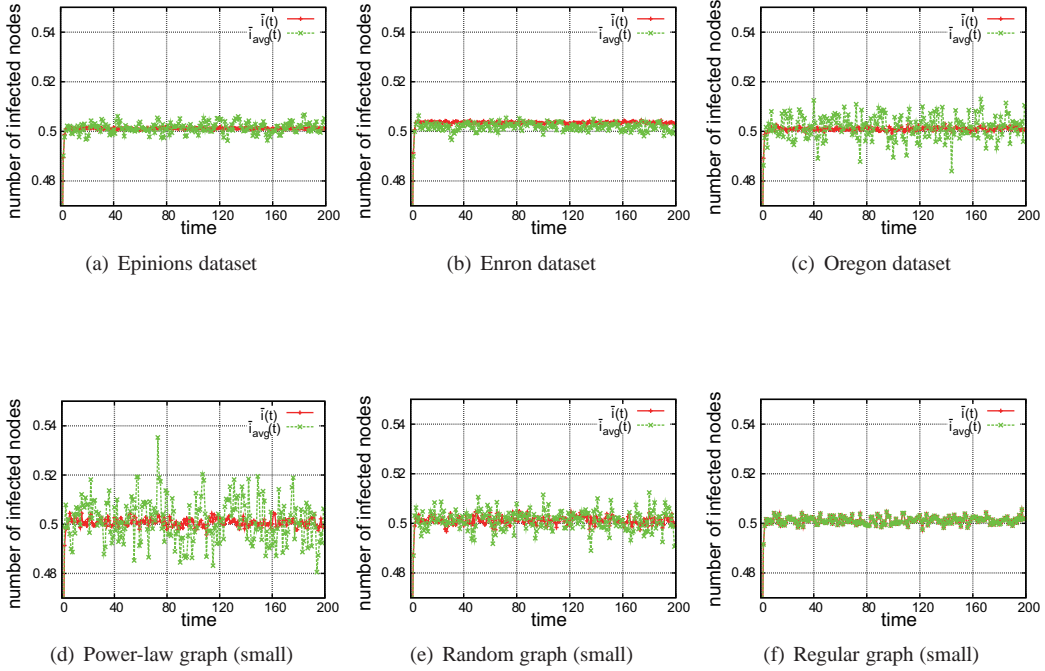 number of infected nodes
0.54
0.52
0.5
0.48
0 40 80 120 160 200
time
ī(t)
ī_avg(t)
(a) Epinions dataset
number of infected nodes
0.54
0.52
0.5
0.48
0 40 80 120 160 200
time
ī(t)
ī_avg(t)
(b) Enron dataset
number of infected nodes
0.54
0.52
0.5
0.48
0 40 80 120 160 200
time
ī(t)
ī_avg(t)
(c) Oregon dataset
number of infected nodes
0.54
0.52
0.5
0.48
0 40 80 120 160 200
time
ī(t)
ī_avg(t)
(d) Power-law graph (small)
number of infected nodes
0.54
0.52
0.5
0.48
0 40 80 120 160 200
time
ī(t)
ī_avg(t)
(e) Random graph (small)
number of infected nodes
0.54
0.52
0.5
0.48
0 40 80 120 160 200
time
ī(t)
ī_avg(t)
(f) Regular graph (small)